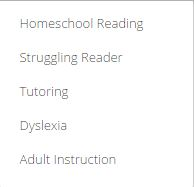 Homeschool Reading
Struggling Reader
Tutoring
Dyslexia
Adult Instruction